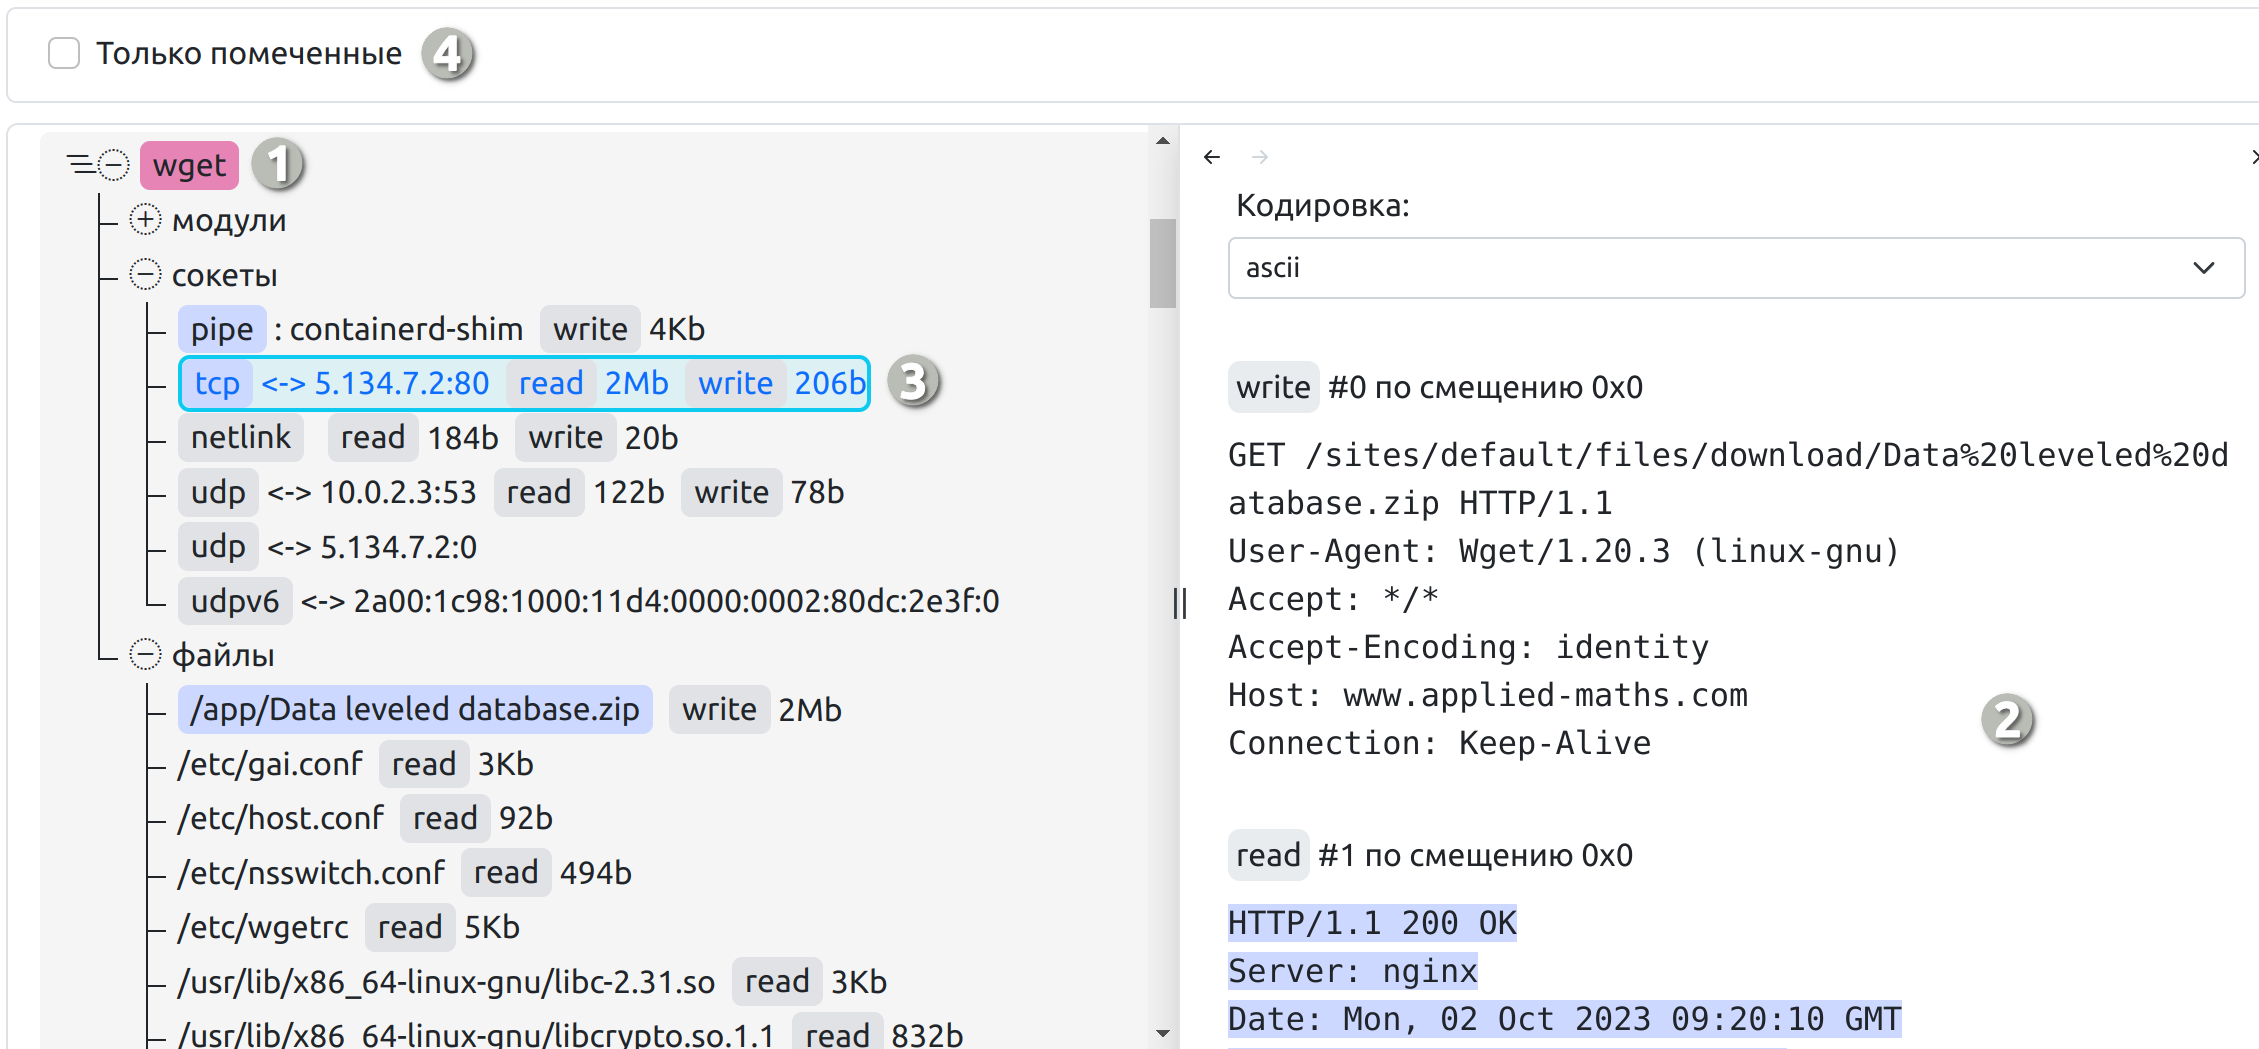 Только помеченные 4
wget 1
модули
сокеты
pipe : containerd-shim write 4Kb
tcp <-> 5.134.7.2:80 read 2Mb write 206b 3
netlink read 184b write 20b
udp <-> 10.0.2.3:53 read 122b write 78b
udp <-> 5.134.7.2:0
udpv6 <-> 2a00:1c98:1000:11d4:0000:0002:80dc:2e3f:0
файлы
/app/Data leveled database.zip write 2Mb
/etc/gai.conf read 3Kb
/etc/host.conf read 92b
/etc/nsswitch.conf read 494b
/etc/wgetrc read 5Kb
/usr/lib/x86_64-linux-gnu/libc-2.31.so read 3Kb
/usr/lib/x86_64-linux-gnu/libcrypto.so.1.1 read 832b
Кодировка:
ascii
write #0 по смещению 0x0
GET /sites/default/files/download/Data%20leveled%20d
atabase.zip HTTP/1.1
User-Agent: Wget/1.20.3 (linux-gnu)
Accept: */*
Accept-Encoding: identity
Host: www.applied-maths.com
Connection: Keep-Alive
2
read #1 по смещению 0x0
HTTP/1.1 200 OK
Server: nginx
Date: Mon, 02 Oct 2023 09:20:10 GMT